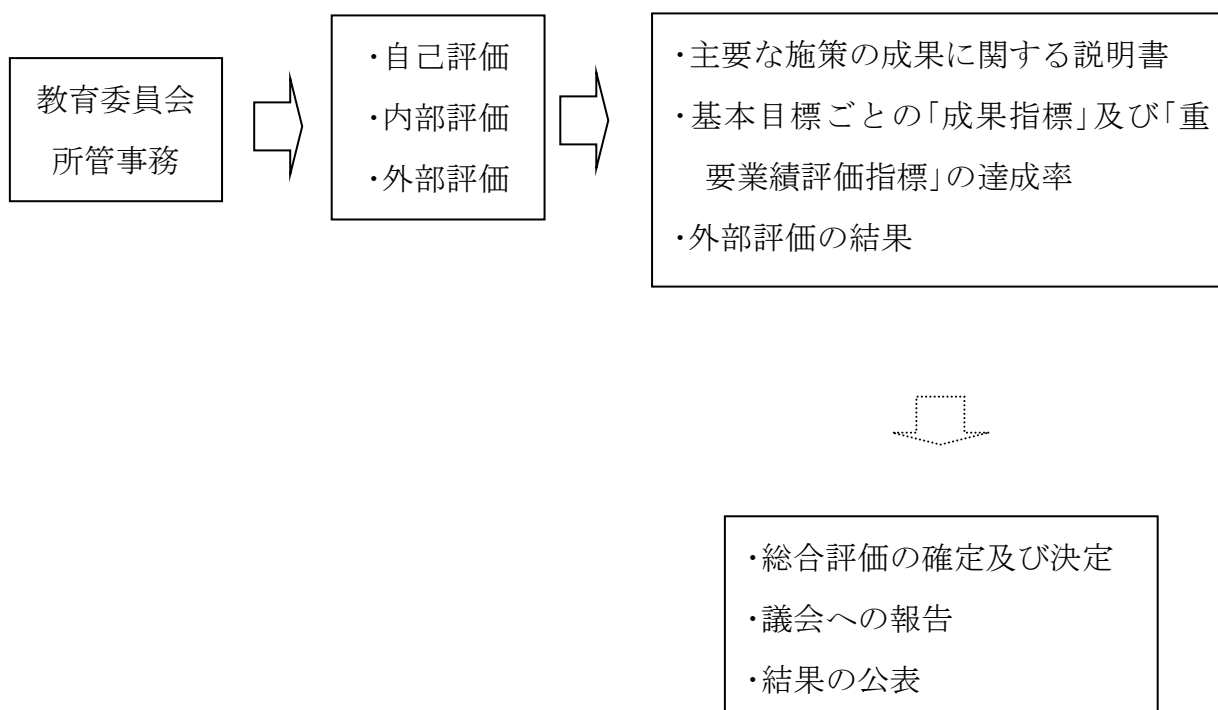 教育委員会
所管事務
・自己評価
・内部評価
・外部評価
・主要な施策の成果に関する説明書
・基本目標ごとの「成果指標」及び「重
要業績評価指標」の達成率
・外部評価の結果
・総合評価の確定及び決定
・議会への報告
・結果の公表